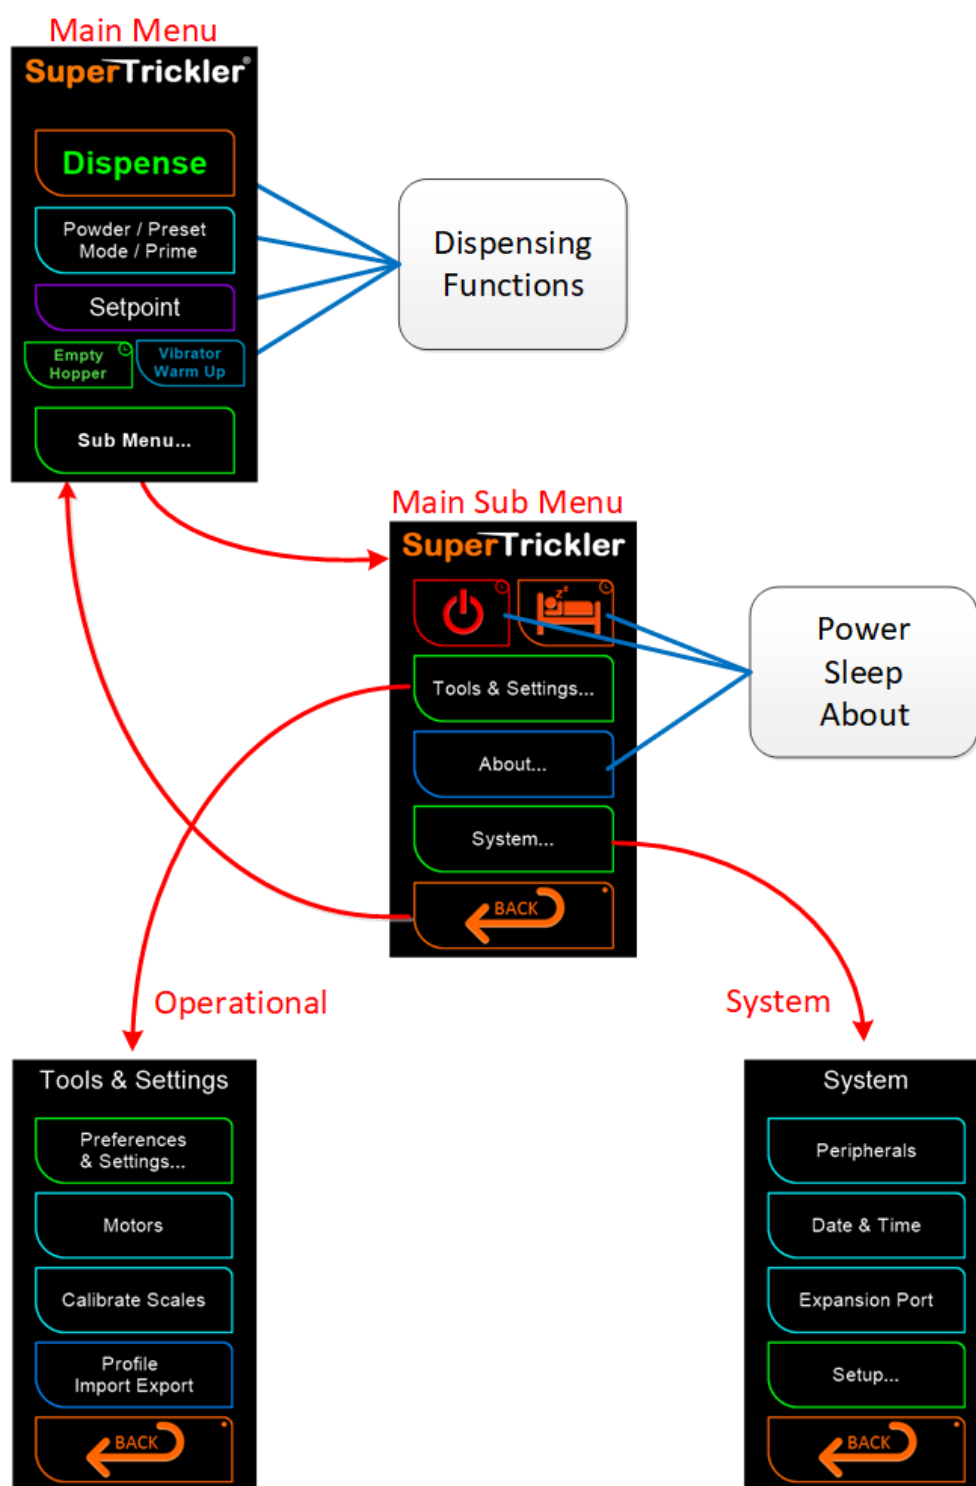 Main Menu
SuperTrickler®
Dispense
Powder / Preset
Mode / Prime
Setpoint
Empty
Hopper
Vibrator
Warm Up
Sub Menu...
Dispensing
Functions
Main Sub Menu
SuperTrickler
zz
Tools & Settings...
About...
System...
BACK
Power
Sleep
About
Operational
System
Tools & Settings
Preferences
& Settings...
Motors
Calibrate Scales
Profile
Import Export
BACK
System
Peripherals
Date & Time
Expansion Port
Setup...
BACK